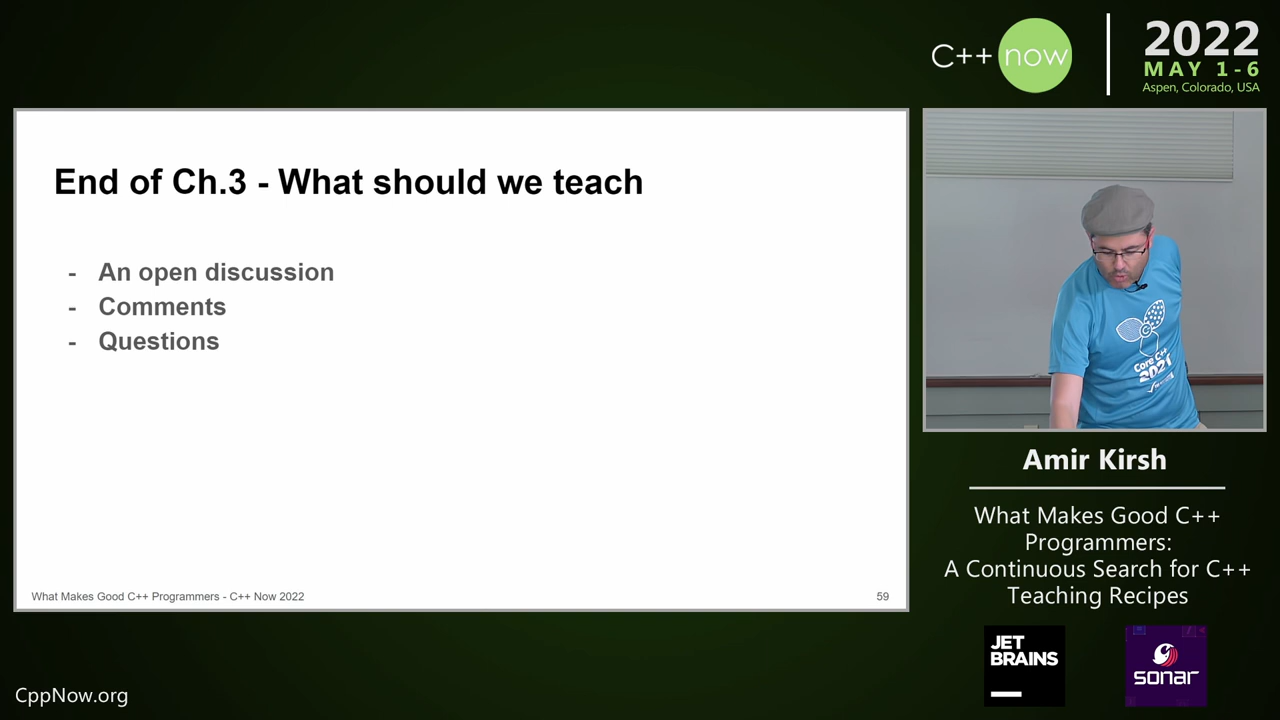 C++ now
2022
MAY 1-6
Aspen, Colorado, USA
End of Ch.3 - What should we teach
- An open discussion
- Comments
- Questions
What Makes Good C++ Programmers - C++ Now 2022
59
Core C++
2021
Amir Kirsh
What Makes Good C++
Programmers:
A Continuous Search for C++
Teaching Recipes
JET
BRAINS
sonar
CppNow.org